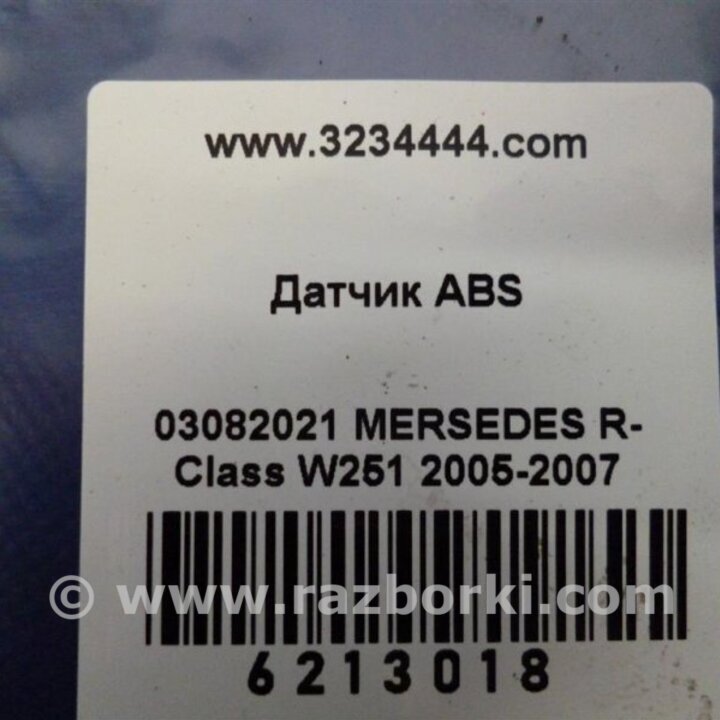 www.3234444.com
Датчик ABS
03082021 MERSEDES R-
Class W251 2005-2007
© www.razborki.com
6213018